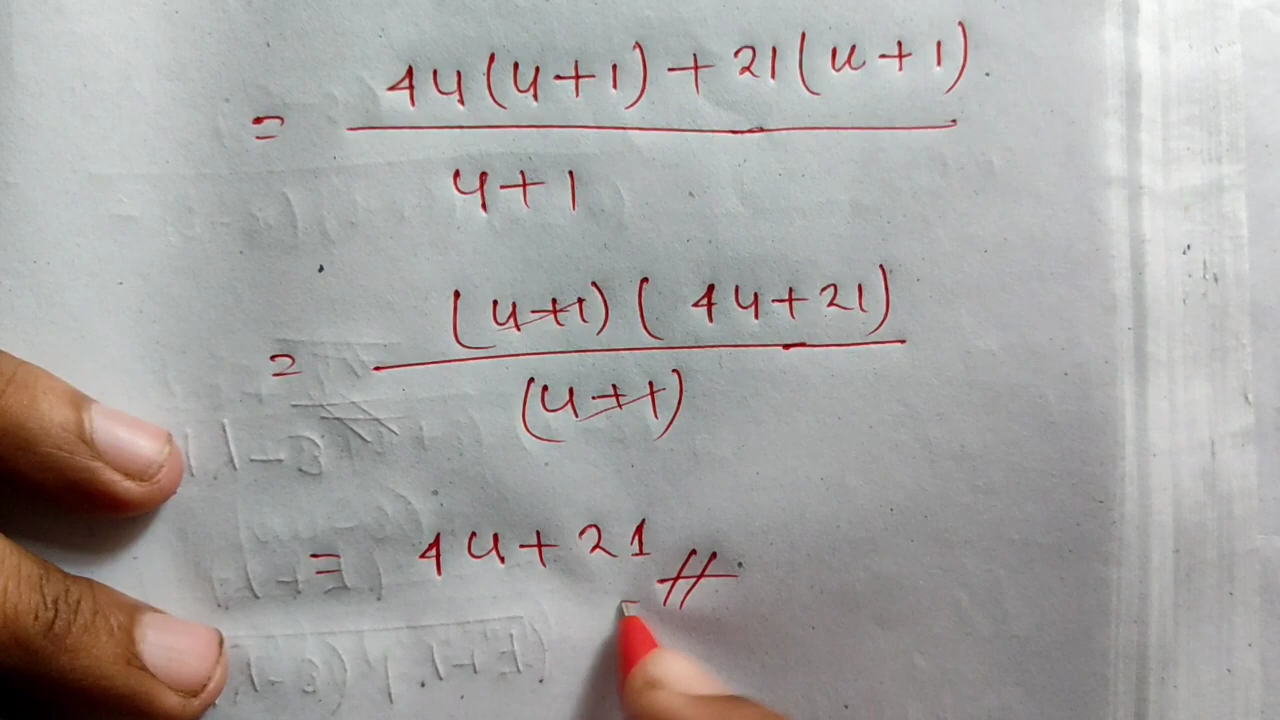 = 4u(u+1)+21(u+1)
u+1
= (u+1)(4u+21)
(u+1)
= 4u+21